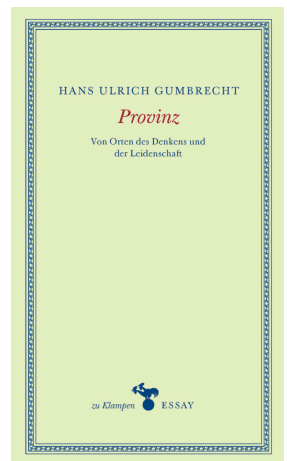 HANS ULRICH GUMBRECHT
Provinz
Von Orten des Denkens und
der Leidenschaft
zu Klampen ESSAY